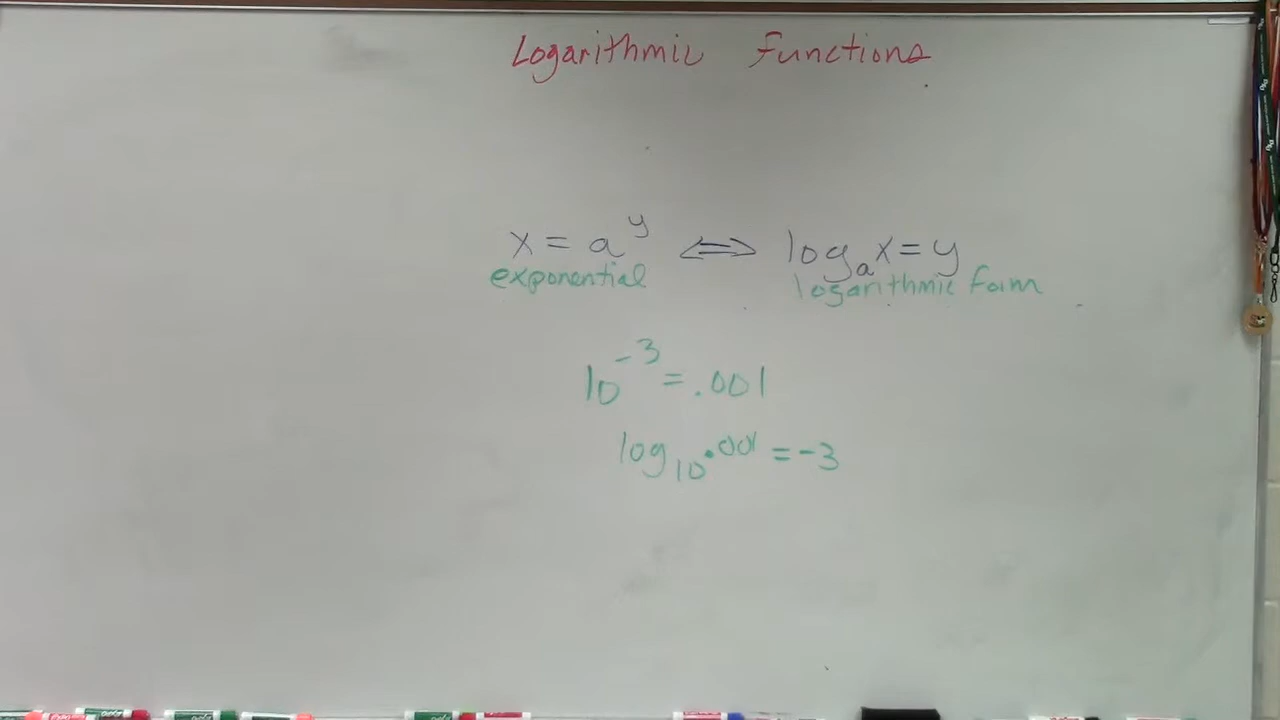 Logarithmic Functions
x = a^y ⟺ log_a x = y
exponential logarithmic form
10^-3 = .001
log_10 .001 = -3